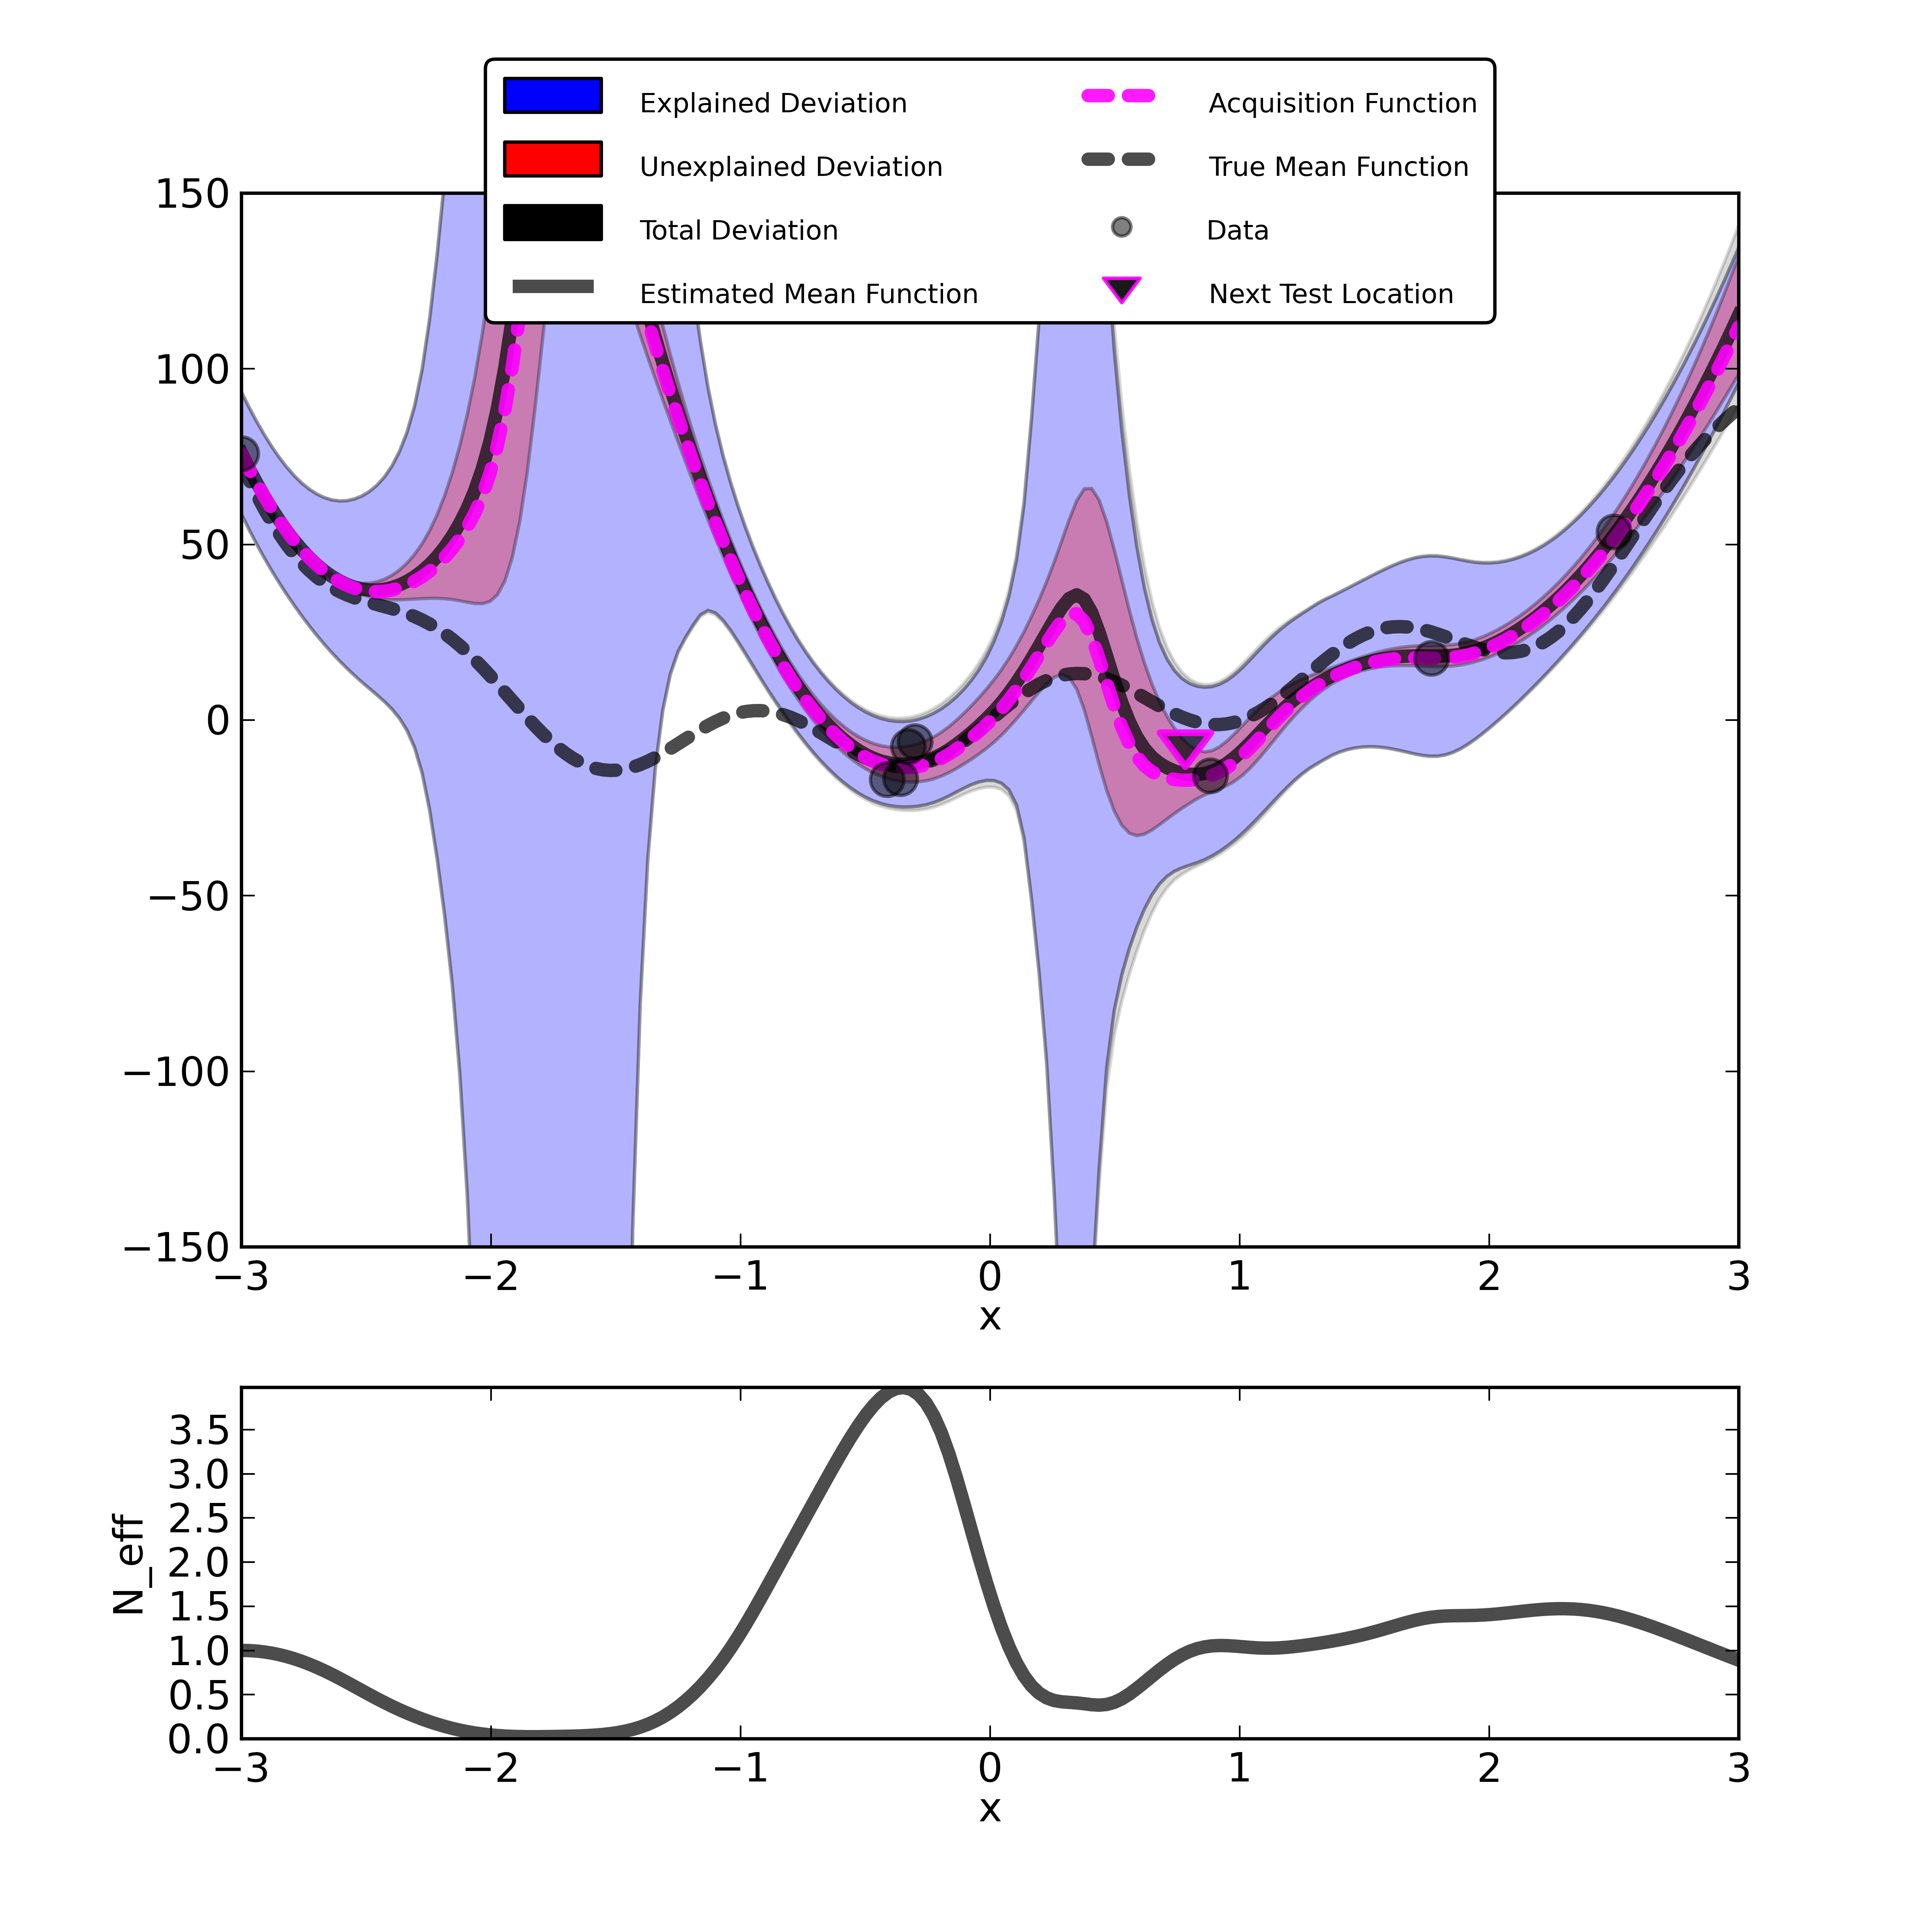 Explained Deviation
Unexplained Deviation
Total Deviation
Estimated Mean Function
Acquisition Function
True Mean Function
Data
Next Test Location
150
100
50
0
−50
−100
−150
−3 −2 −1 0 1 2 3
x
N_eff
3.5
3.0
2.5
2.0
1.5
1.0
0.5
0.0
−3 −2 −1 0 1 2 3
x